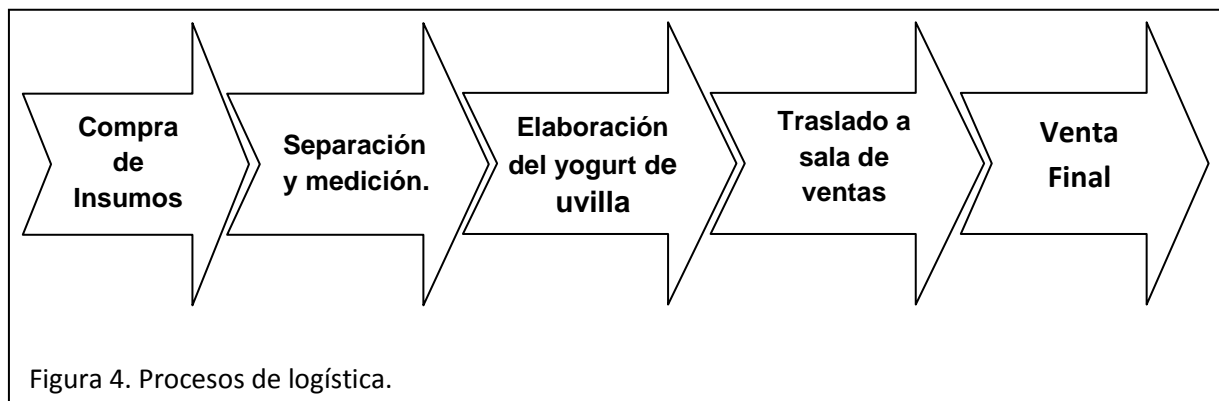 Compra
de
Insumos
Separación
y medición.
Elaboración
del yogurt de
uvilla
Traslado a
sala de
ventas
Venta
Final
Figura 4. Procesos de logística.